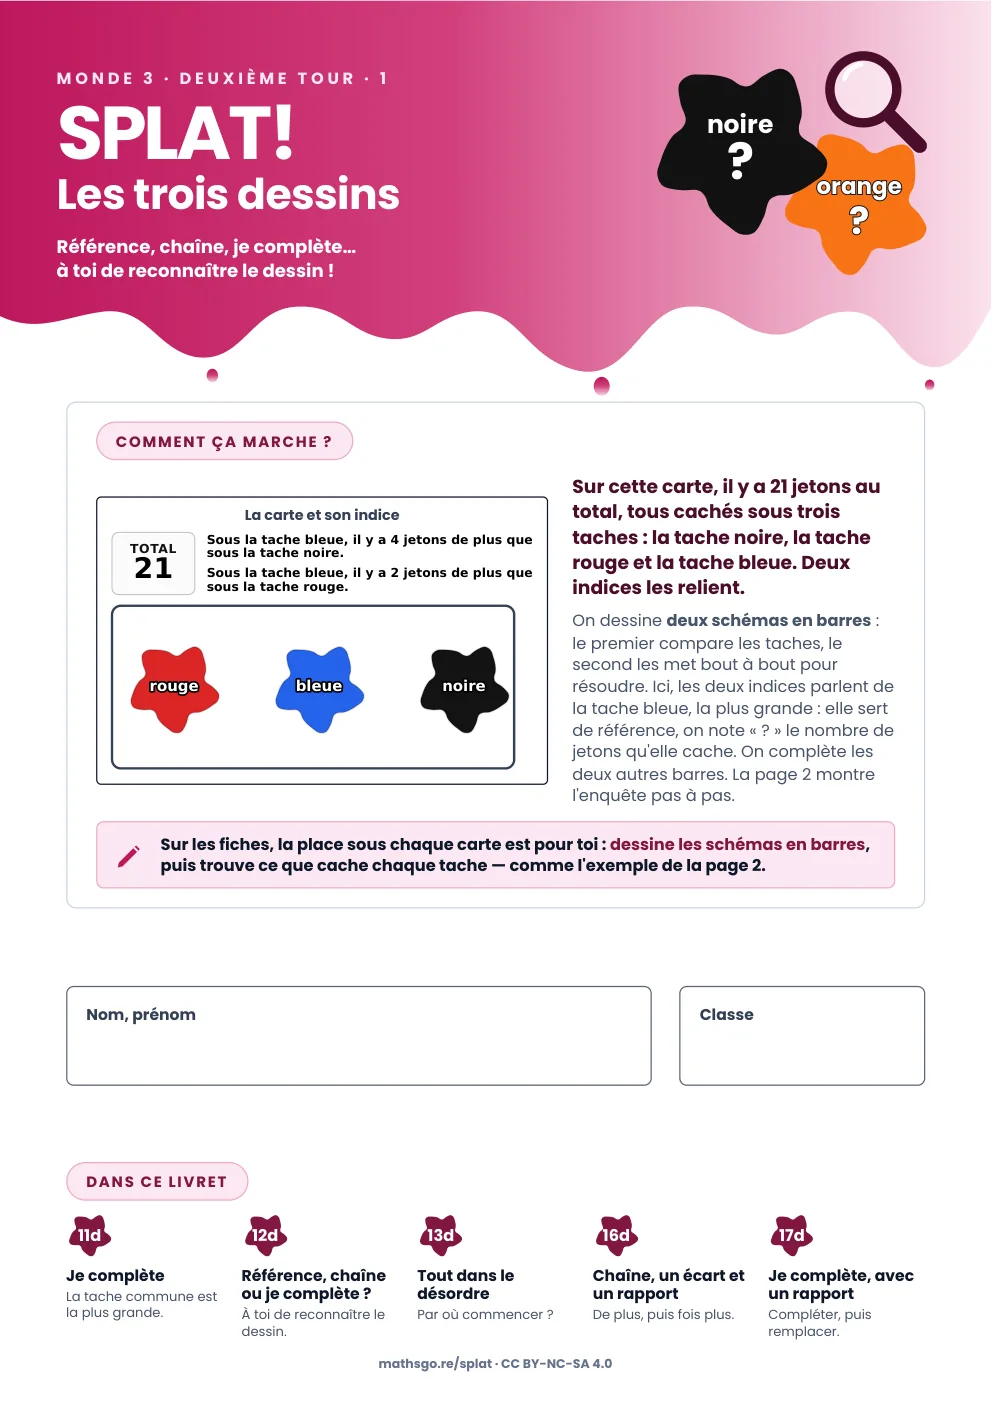 MONDE 3 · DEUXIÈME TOUR · 1
SPLAT!
Les trois dessins
Référence, chaîne, je complète...
à toi de reconnaître le dessin !
noire
?
orange
?
COMMENT ÇA MARCHE ?
La carte et son indice
TOTAL
21
Sous la tache bleue, il y a 4 jetons de plus que
sous la tache noire.
Sous la tache bleue, il y a 2 jetons de plus que
sous la tache rouge.
rouge
bleue
noire
Sur cette carte, il y a 21 jetons au
total, tous cachés sous trois
taches : la tache noire, la tache
rouge et la tache bleue. Deux
indices les relient.
On dessine deux schémas en barres :
le premier compare les taches, le
second les met bout à bout pour
résoudre. Ici, les deux indices parlent de
la tache bleue, la plus grande : elle sert
de référence, on note « ? » le nombre de
jetons qu'elle cache. On complète les
deux autres barres. La page 2 montre
l'enquête pas à pas.
Sur les fiches, la place sous chaque carte est pour toi : dessine les schémas en barres,
puis trouve ce que cache chaque tache — comme l'exemple de la page 2.
Nom, prénom
Classe
DANS CE LIVRET
11d
Je complète
La tache commune est
la plus grande.
12d
Référence, chaîne
ou je complète ?
À toi de reconnaître le
dessin.
13d
Tout dans le
désordre
Par où commencer ?
16d
Chaîne, un écart et
un rapport
De plus, puis fois plus.
17d
Je complète, avec
un rapport
Compléter, puis
remplacer.
mathsgo.re/splat · CC BY-NC-SA 4.0